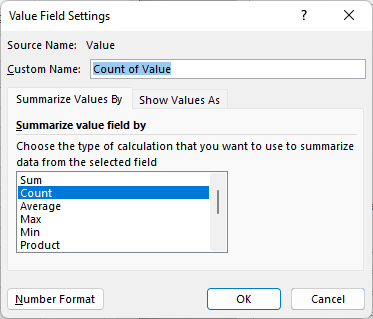 Value Field Settings
Source Name: Value
Custom Name: Count of Value
Summarize Values By Show Values As
Summarize value field by
Choose the type of calculation that you want to use to summarize
data from the selected field
Sum
Count
Average
Max
Min
Product
Number Format OK Cancel